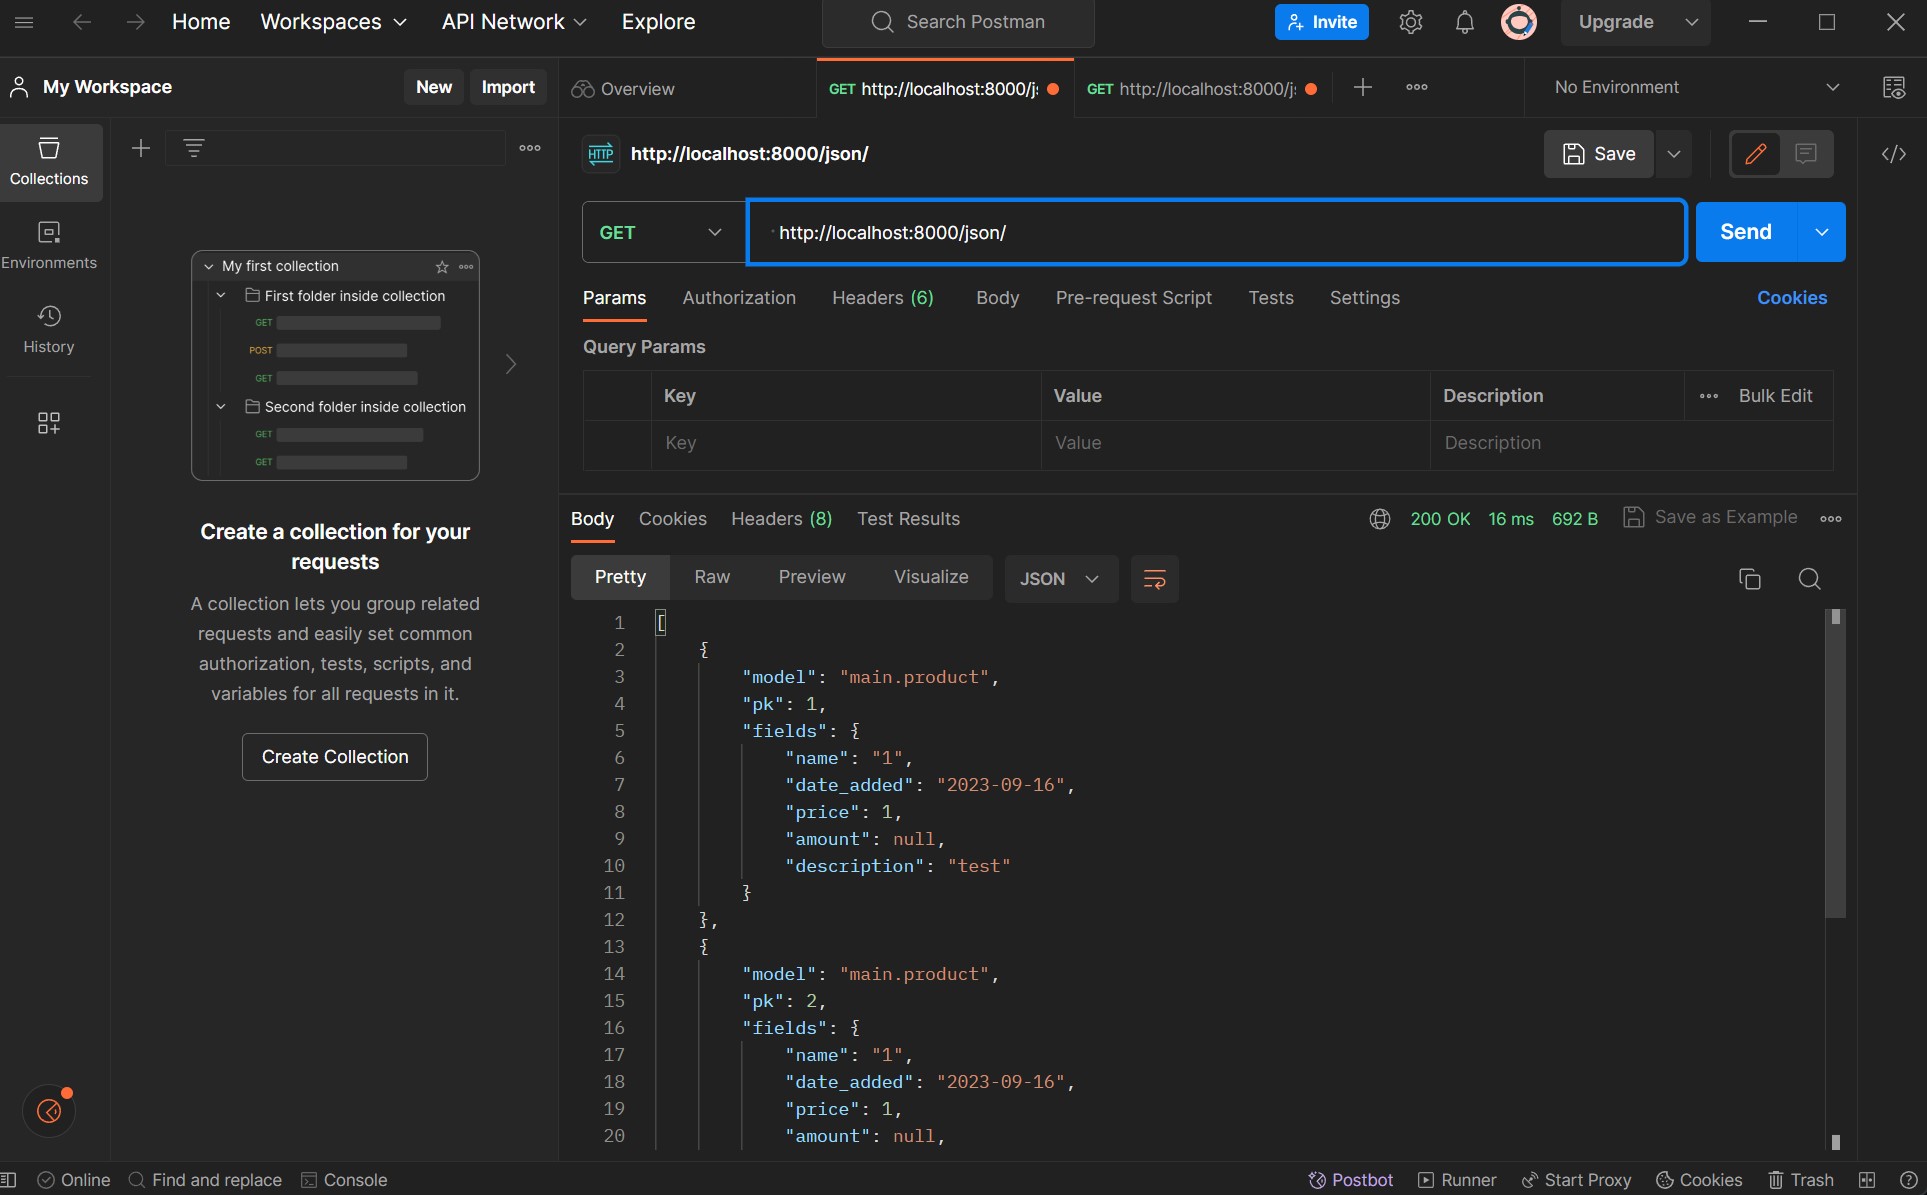 Home Workspaces API Network Explore Search Postman Invite Upgrade
My Workspace New Import
Overview GET http://localhost:8000/j GET http://localhost:8000/j No Environment
Collections
Environments
History
My first collection
First folder inside collection
GET
POST
GET
Second folder inside collection
GET
GET
Create a collection for your
requests
A collection lets you group related
requests and easily set common
authorization, tests, scripts, and
variables for all requests in it.
Create Collection
HTTP http://localhost:8000/json/ Save
GET http://localhost:8000/json/ Send
Params Authorization Headers (6) Body Pre-request Script Tests Settings Cookies
Query Params
Key Value Description Bulk Edit
Key Value Description
Body Cookies Headers (8) Test Results 200 OK 16 ms 692 B Save as Example
Pretty Raw Preview Visualize JSON
1 [
2 {
3 "model": "main.product",
4 "pk": 1,
5 "fields": {
6 "name": "1",
7 "date_added": "2023-09-16",
8 "price": 1,
9 "amount": null,
10 "description": "test"
11 }
12 },
13 {
14 "model": "main.product",
15 "pk": 2,
16 "fields": {
17 "name": "1",
18 "date_added": "2023-09-16",
19 "price": 1,
20 "amount": null,
Online Find and replace Console Postbot Runner Start Proxy Cookies Trash